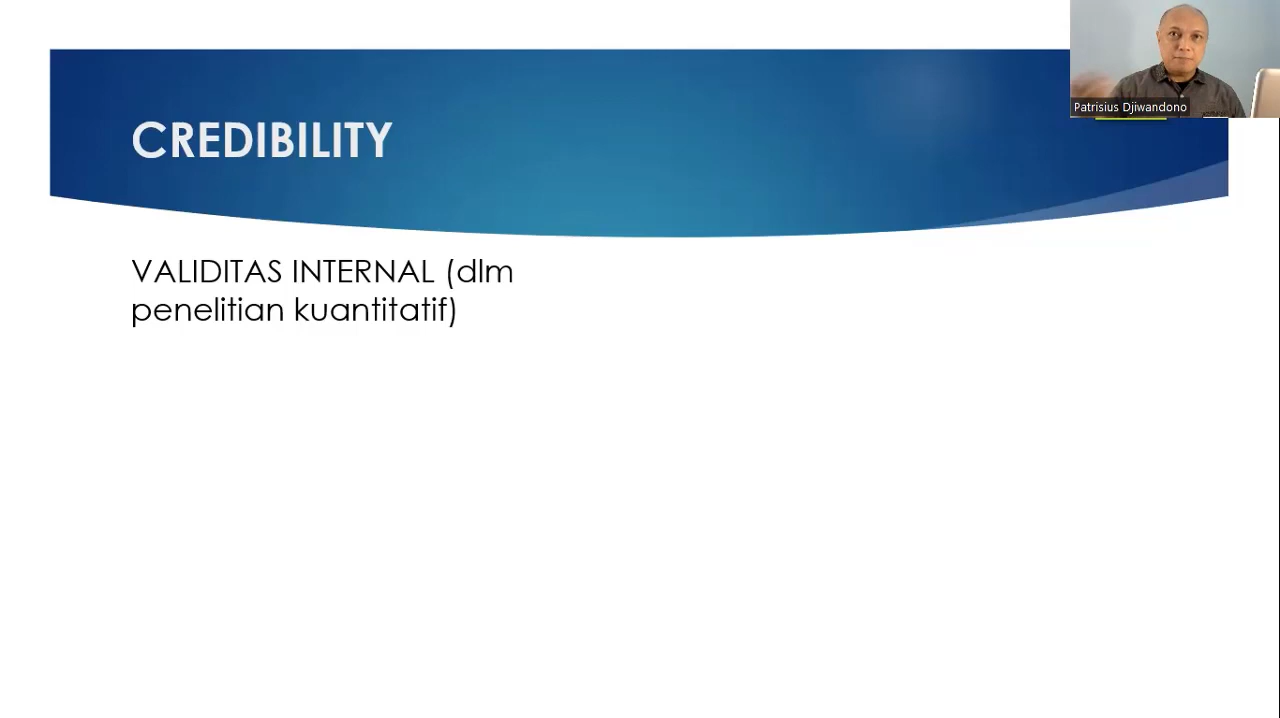 CREDIBILITY
Patrisius Djiwandono
VALIDITAS INTERNAL (dlm
penelitian kuantitatif)